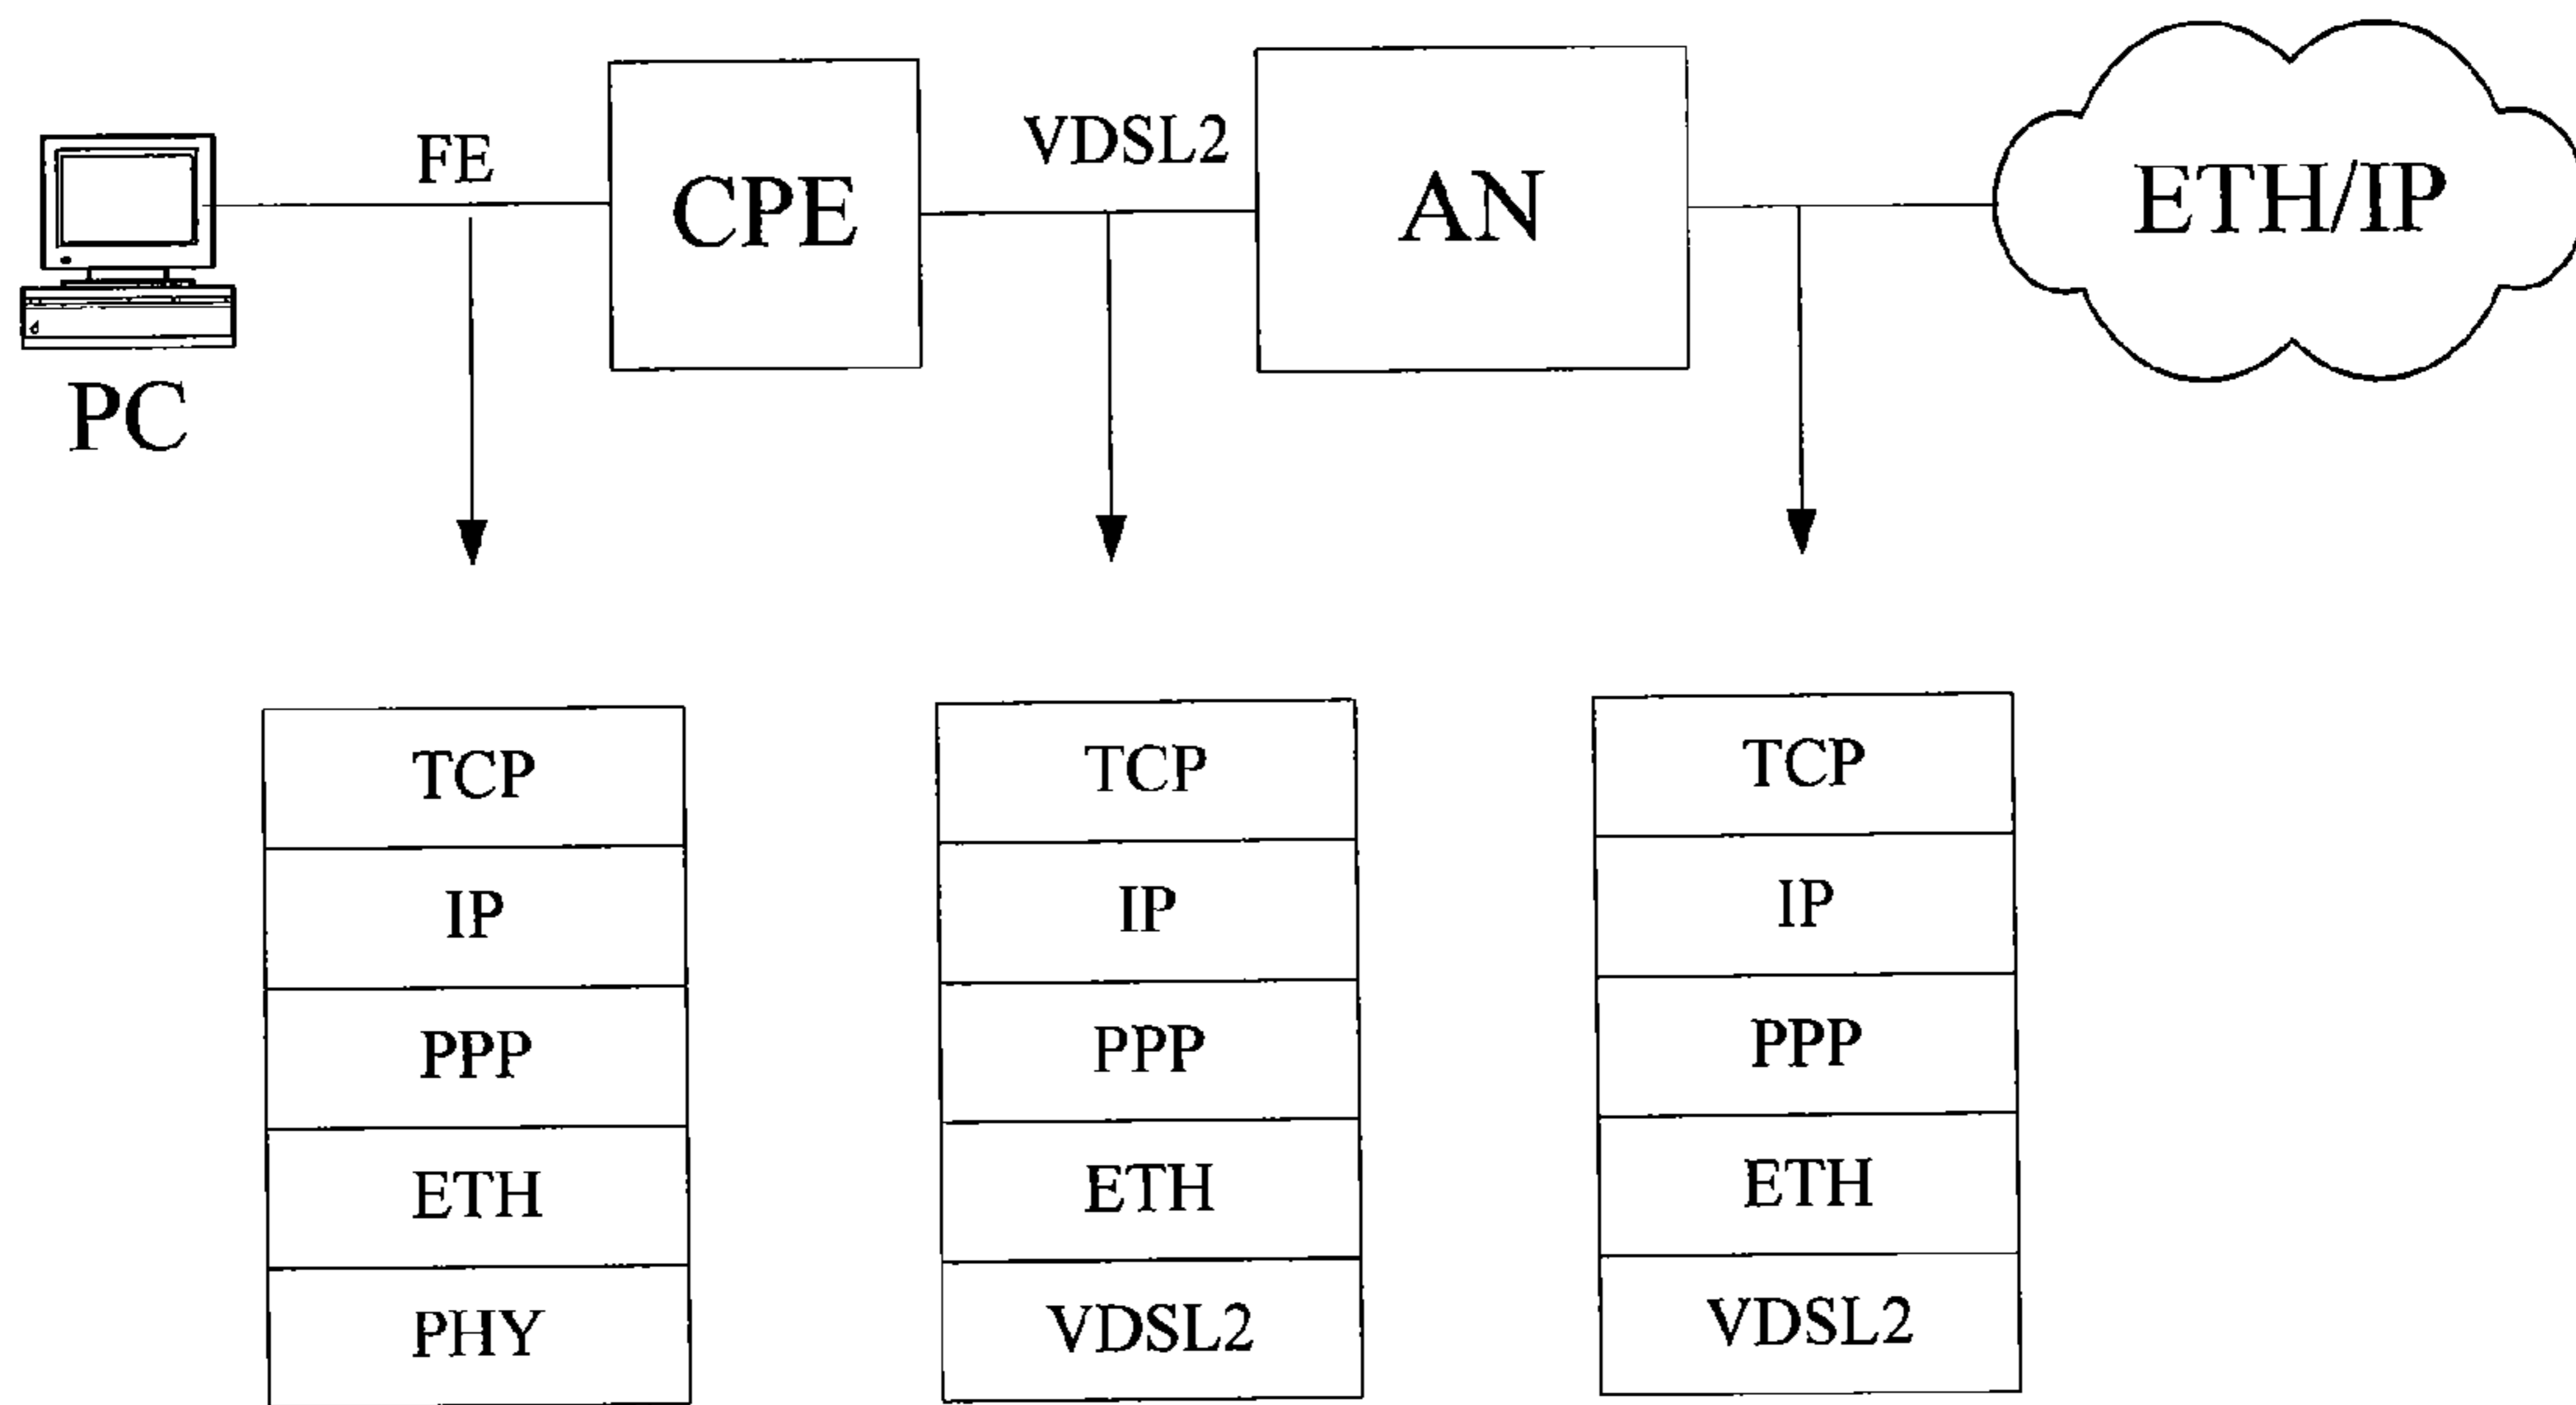 FE
CPE
VDSL2
AN
ETH/IP
PC
TCP
IP
PPP
ETH
PHY
TCP
IP
PPP
ETH
VDSL2
TCP
IP
PPP
ETH
VDSL2